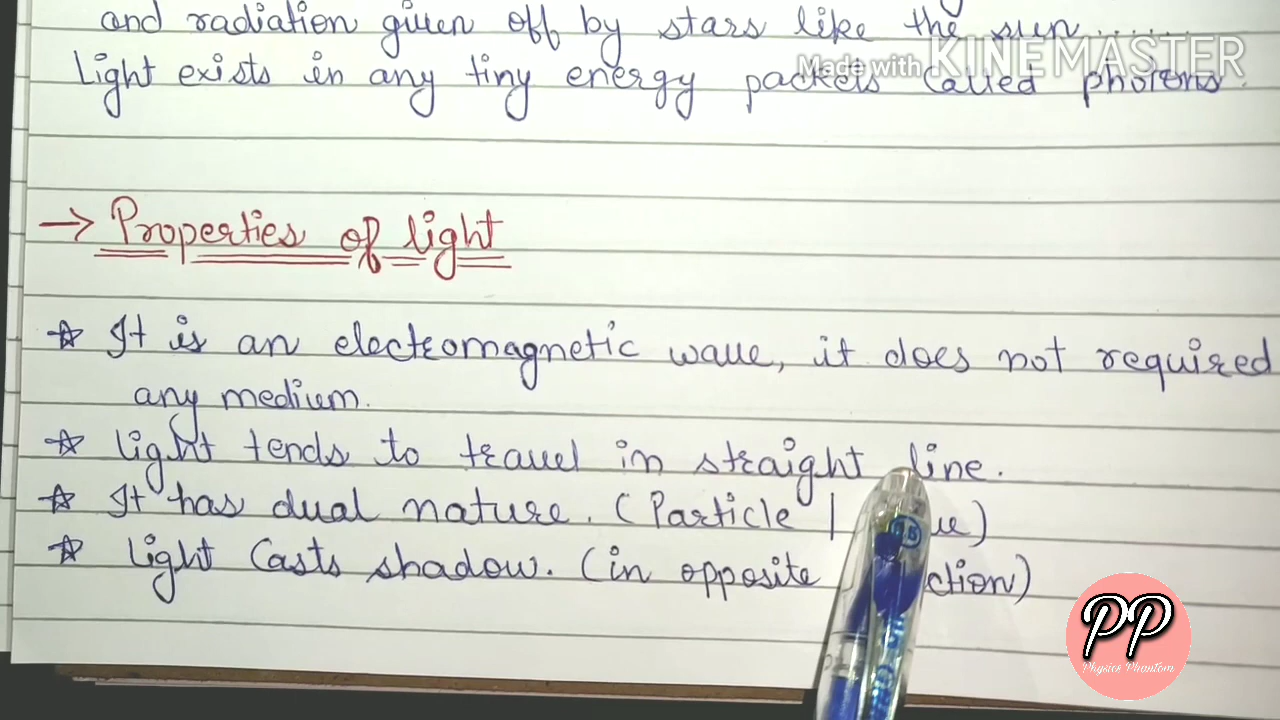 and radiation given off by stars like the sun......
Made with KINEMASTER
Light exists in any tiny energy packets called photons.
→ Properties of light
☆ It is an electromagnetic wave, it does not required
any medium.
☆ light tends to travel in straight line.
☆ It has dual nature. (Particle |
☆ light Casts shadow. (in opposite
PP
Physics Phantom